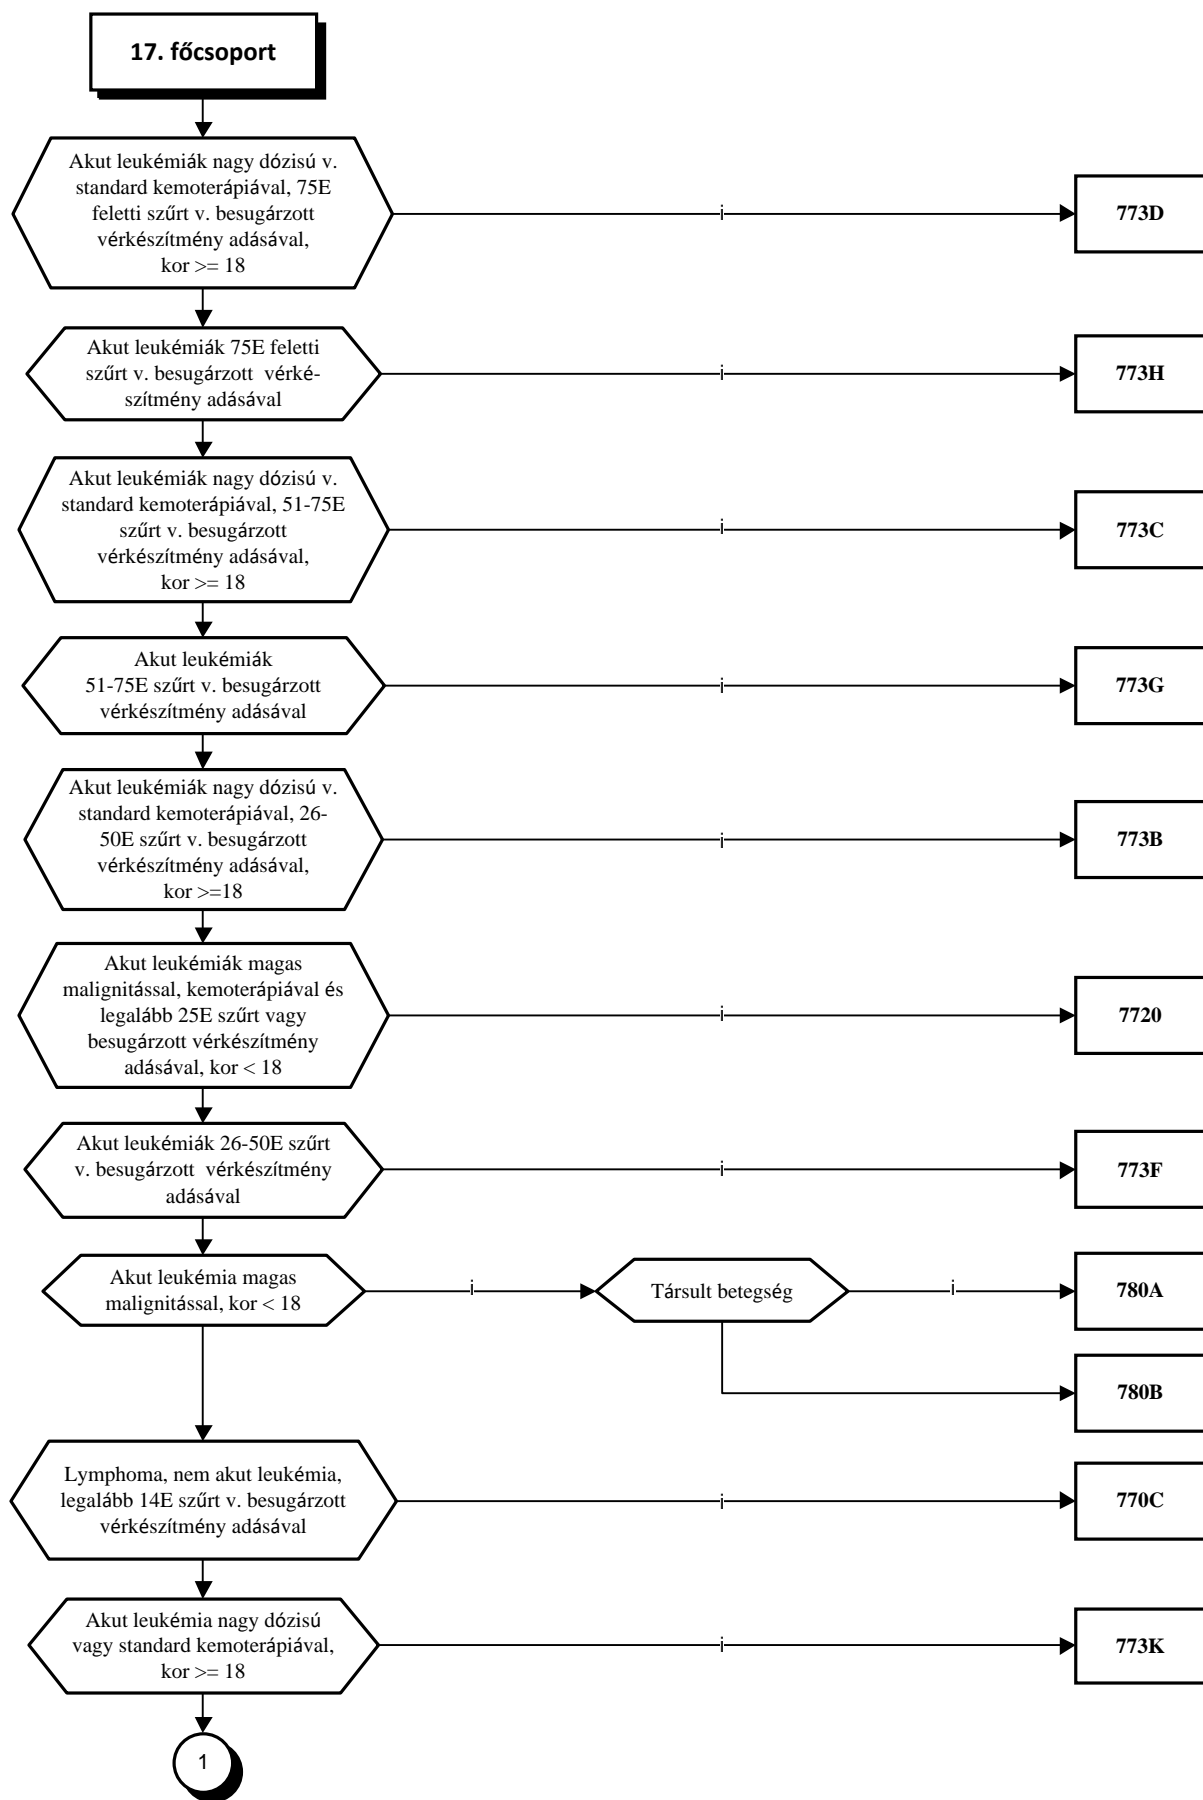 17. főcsoport
Akut leukémiák nagy dózisú v.
standard kemoterápiával, 75E
feletti szűrt v. besugárzott
vérkészítmény adásával,
kor >= 18
i
773D
Akut leukémiák 75E feletti
szűrt v. besugárzott vérké-
szítmény adásával
i
773H
Akut leukémiák nagy dózisú v.
standard kemoterápiával, 51-75E
szűrt v. besugárzott
vérkészítmény adásával,
kor >= 18
i
773C
Akut leukémiák
51-75E szűrt v. besugárzott
vérkészítmény adásával
i
773G
Akut leukémiák nagy dózisú v.
standard kemoterápiával, 26-
50E szűrt v. besugárzott
vérkészítmény adásával,
kor >=18
i
773B
Akut leukémiák magas
malignitással, kemoterápiával és
legalább 25E szűrt vagy
besugárzott vérkészítmény
adásával, kor < 18
i
7720
Akut leukémiák 26-50E szűrt
v. besugárzott vérkészítmény
adásával
i
773F
Akut leukémia magas
malignitással, kor < 18
i
Társult betegség
i
780A
780B
Lymphoma, nem akut leukémia,
legalább 14E szűrt v. besugárzott
vérkészítmény adásával
i
770C
Akut leukémia nagy dózisú
vagy standard kemoterápiával,
kor >= 18
i
773K
1